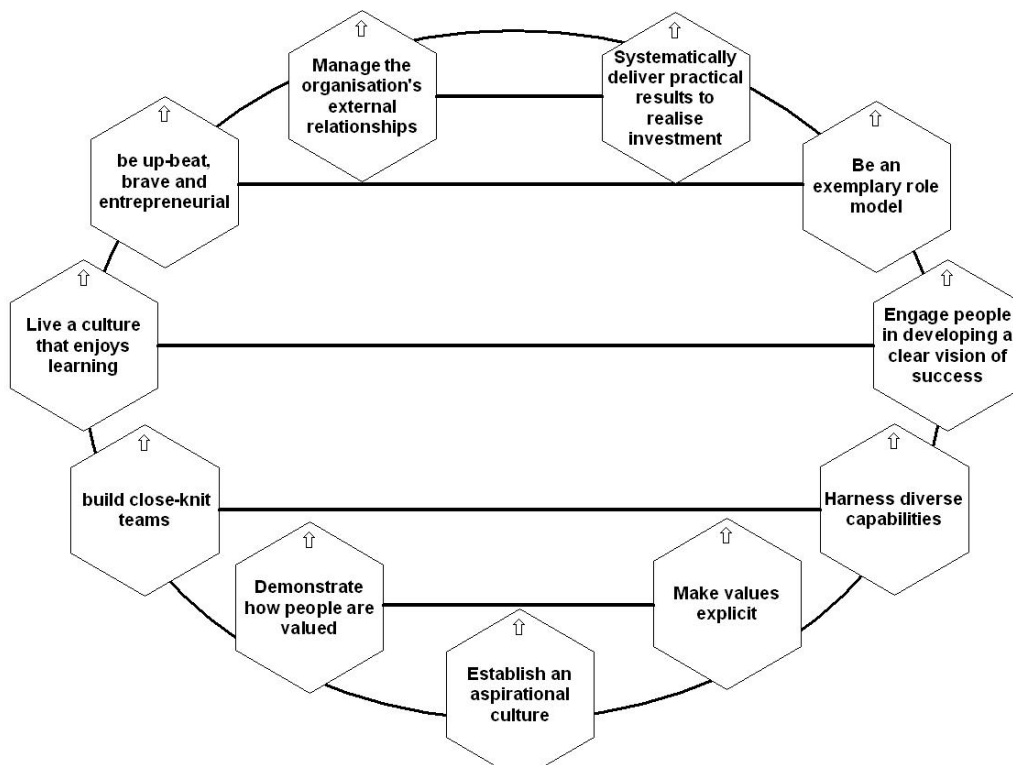 Manage the
organisation's
external
relationships
Systematically
deliver practical
results to
realise
investment
be up-beat,
brave and
entrepreneurial
Be an
exemplary role
model
Live a culture
that enjoys
learning
Engage people
in developing a
clear vision of
success
build close-knit
teams
Harness diverse
capabilities
Demonstrate
how people are
valued
Make values
explicit
Establish an
aspirational
culture